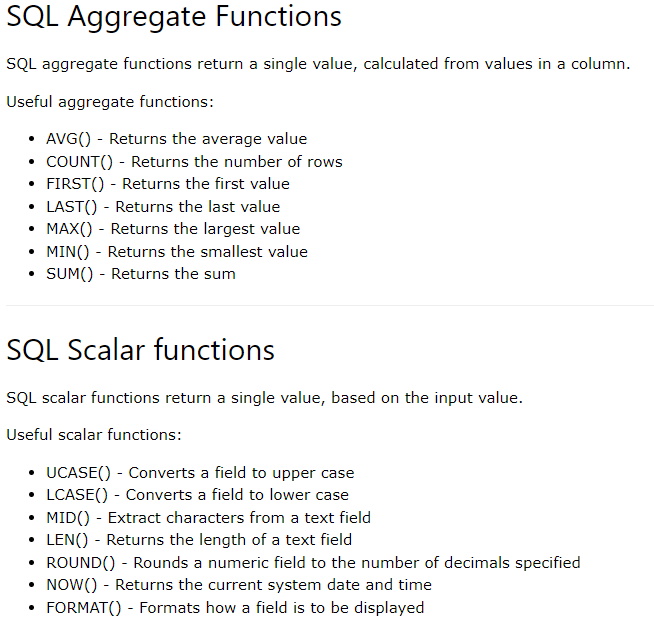 SQL Aggregate Functions
SQL aggregate functions return a single value, calculated from values in a column.
Useful aggregate functions:
• AVG() - Returns the average value
• COUNT() - Returns the number of rows
• FIRST() - Returns the first value
• LAST() - Returns the last value
• MAX() - Returns the largest value
• MIN() - Returns the smallest value
• SUM() - Returns the sum
SQL Scalar functions
SQL scalar functions return a single value, based on the input value.
Useful scalar functions:
• UCASE() - Converts a field to upper case
• LCASE() - Converts a field to lower case
• MID() - Extract characters from a text field
• LEN() - Returns the length of a text field
• ROUND() - Rounds a numeric field to the number of decimals specified
• NOW() - Returns the current system date and time
• FORMAT() - Formats how a field is to be displayed